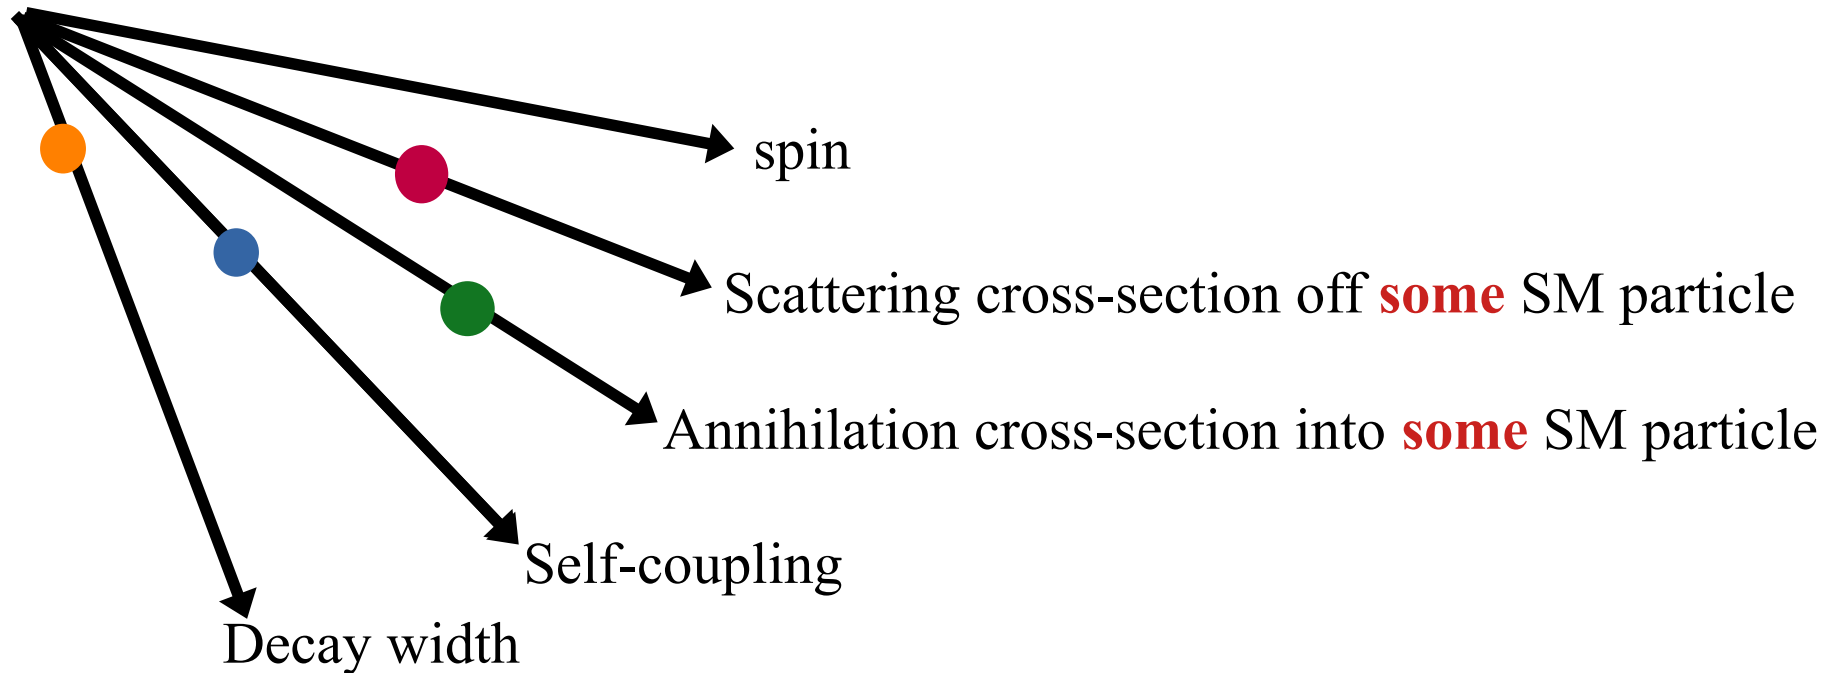 spin
Scattering cross-section off some SM particle
Annihilation cross-section into some SM particle
Self-coupling
Decay width